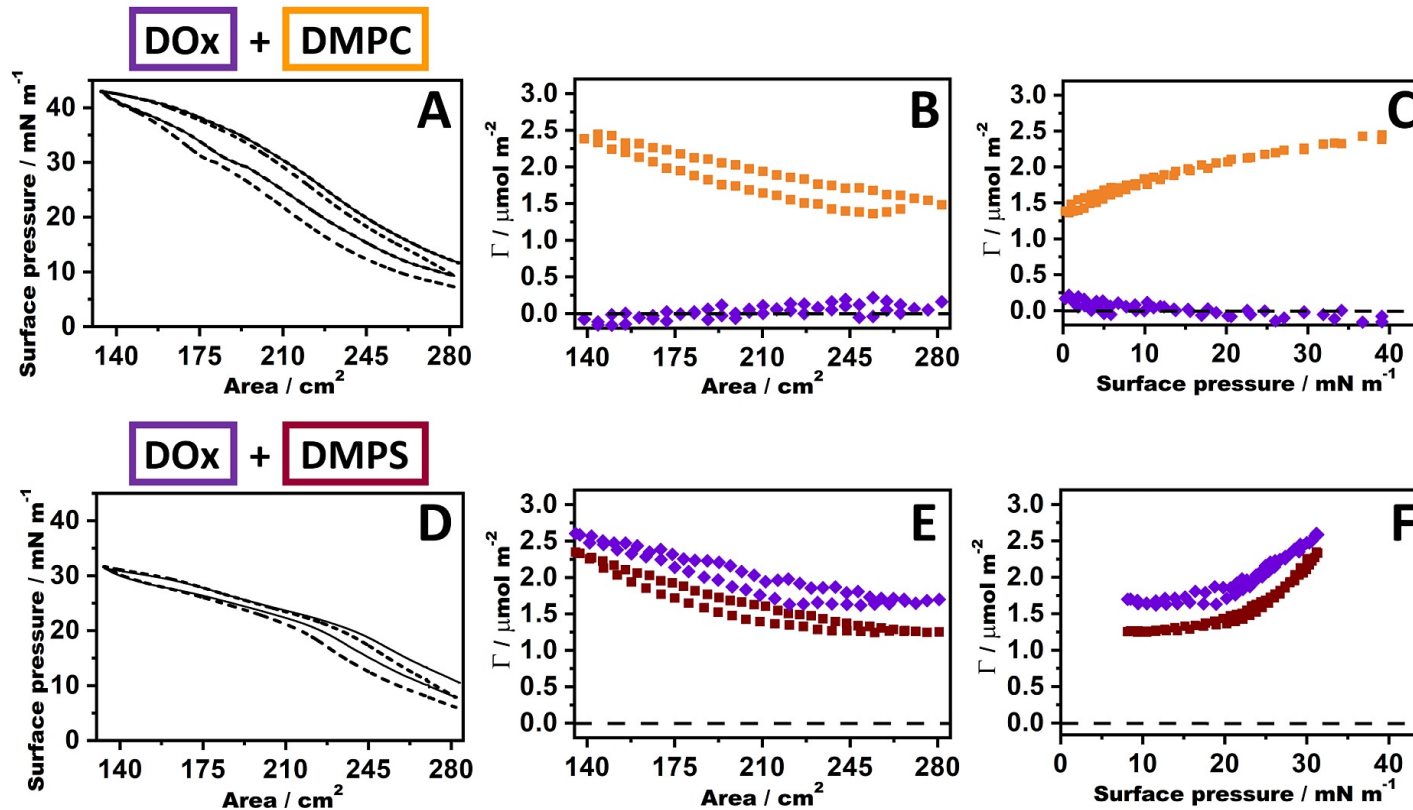 DOx + DMPC
A
Surface pressure / mN m⁻¹
40
30
20
10
0
140 175 210 245 280
Area / cm²
B
Γ / μmol m⁻²
3.0
2.5
2.0
1.5
1.0
0.5
0.0
140 175 210 245 280
Area / cm²
C
Γ / μmol m⁻²
3.0
2.5
2.0
1.5
1.0
0.5
0.0
0 10 20 30 40
Surface pressure / mN m⁻¹
DOx + DMPS
D
Surface pressure / mN m⁻¹
40
30
20
10
0
140 175 210 245 280
Area / cm²
E
Γ / μmol m⁻²
3.0
2.5
2.0
1.5
1.0
0.5
0.0
140 175 210 245 280
Area / cm²
F
Γ / μmol m⁻²
3.0
2.5
2.0
1.5
1.0
0.5
0.0
0 10 20 30 40
Surface pressure / mN m⁻¹